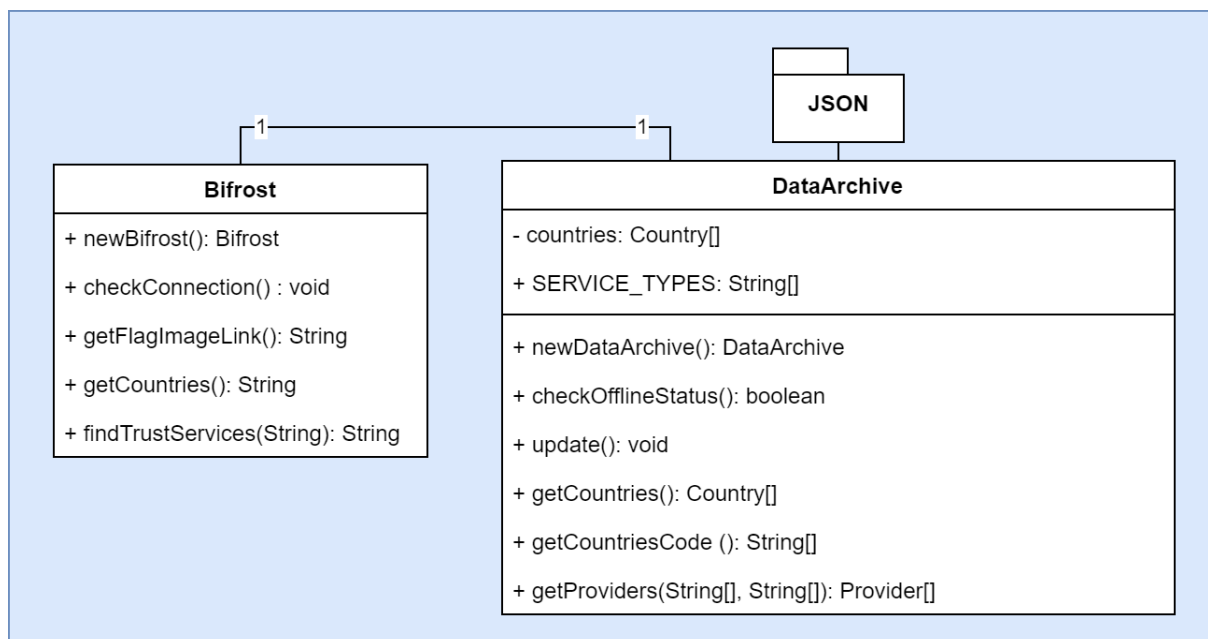 JSON
1
1
Bifrost
+ newBifrost(): Bifrost
+ checkConnection() : void
+ getFlagImageLink(): String
+ getCountries(): String
+ findTrustServices(String): String
DataArchive
- countries: Country[]
+ SERVICE_TYPES: String[]
+ newDataArchive(): DataArchive
+ checkOfflineStatus(): boolean
+ update(): void
+ getCountries(): Country[]
+ getCountriesCode (): String[]
+ getProviders(String[], String[]): Provider[]